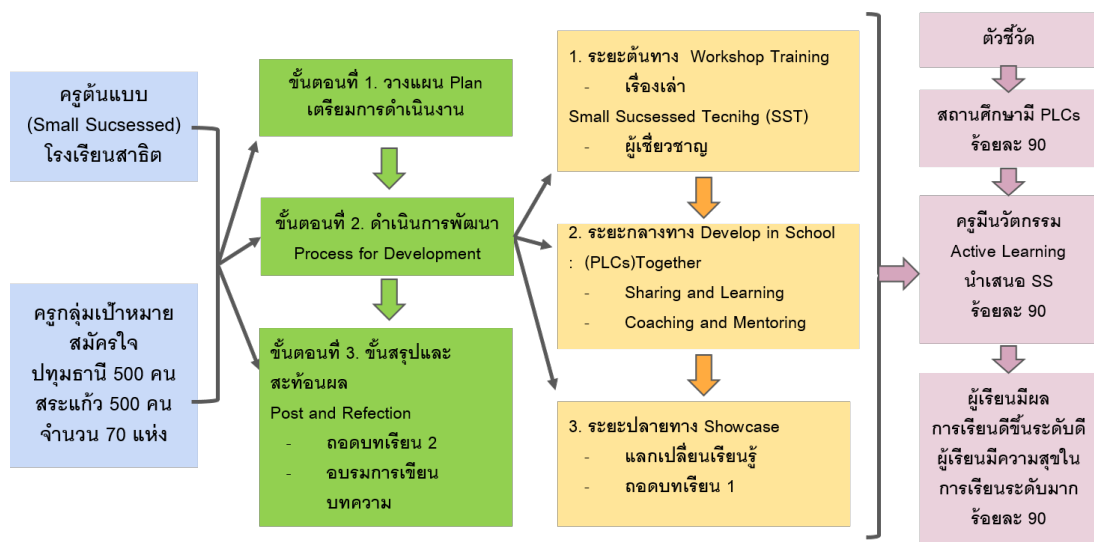 ครูต้นแบบ
(Small Sucsessed)
โรงเรียนสาธิต
ครูกลุ่มเป้าหมาย
สมัครใจ
ปทุมธานี 500 คน
สระแก้ว 500 คน
จำนวน 70 แห่ง
ขั้นตอนที่ 1. วางแผน Plan
เตรียมการดำเนินงาน
ขั้นตอนที่ 2. ดำเนินการพัฒนา
Process for Development
ขั้นตอนที่ 3. ขั้นสรุปและ
สะท้อนผล
Post and Refection
- ถอดบทเรียน 2
- อบรมการเขียน
บทความ
1. ระยะต้นทาง Workshop Training
- เรื่องเล่า
Small Sucsessed Tecnihg (SST)
- ผู้เชี่ยวชาญ
2. ระยะกลางทาง Develop in School
: (PLCs)Together
- Sharing and Learning
- Coaching and Mentoring
3. ระยะปลายทาง Showcase
- แลกเปลี่ยนเรียนรู้
- ถอดบทเรียน 1
ตัวชี้วัด
สถานศึกษามี PLCs
ร้อยละ 90
ครูมีนวัตกรรม
Active Learning
นำเสนอ SS
ร้อยละ 90
ผู้เรียนมีผล
การเรียนดีขึ้นระดับดี
ผู้เรียนมีความสุขใน
การเรียนระดับมาก
ร้อยละ 90